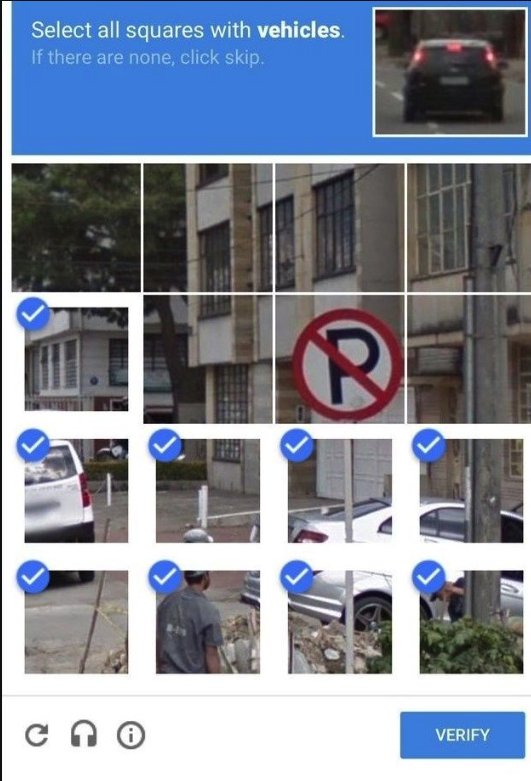 Select all squares with vehicles.
If there are none, click skip.
P
VERIFY